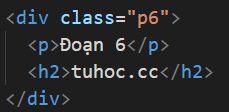 <div class="p6">
<p>Đoạn 6</p>
<h2>tuhoc.cc</h2>
</div>